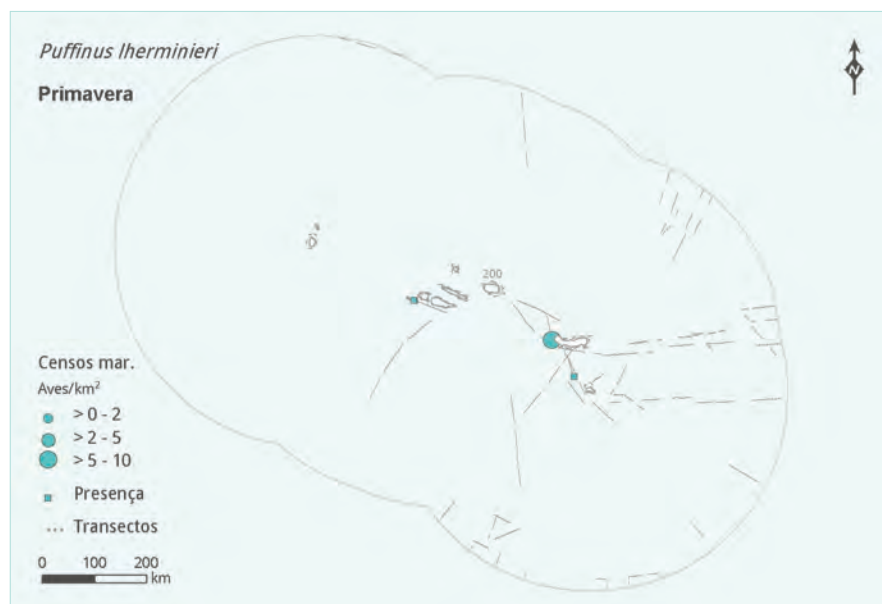 Puffinus lherminieri
Primavera
N
200
Censos mar.
Aves/km²
> 0 - 2
> 2 - 5
> 5 - 10
Presença
Transectos
0 100 200
km